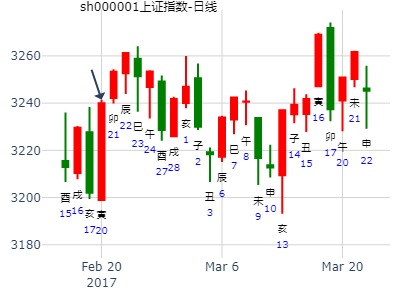 sh000001上证指数-日线
3260
3240
3220
3200
3180
酉
15
戌
16
亥
17
寅
20
卯
21
辰
22
巳
23
午
24
未
27
戌
28
亥
1
子
2
丑
3
辰
6
巳
7
午
8
未
9
申
10
亥
13
子
14
丑
15
寅
16
卯
17
午
20
未
21
申
22
Feb 20
2017
Mar 6
Mar 20